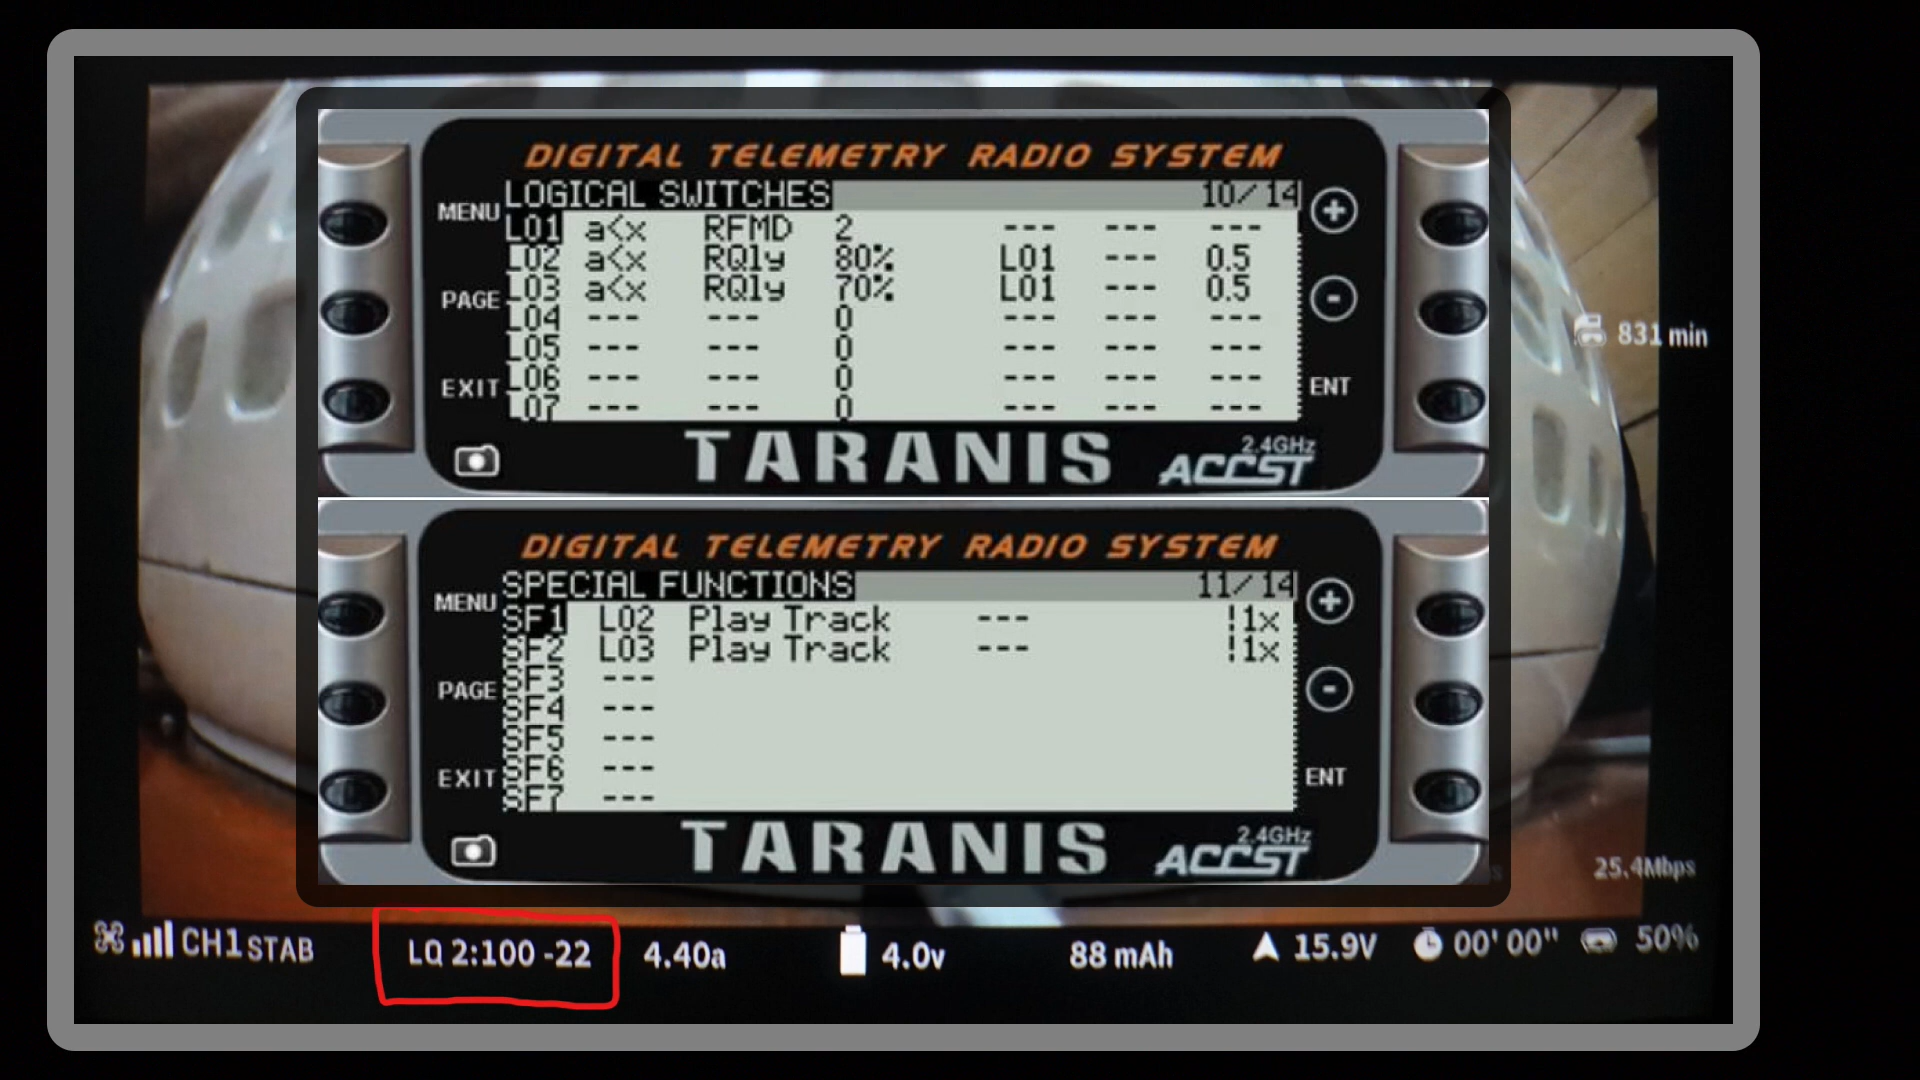 DIGITAL TELEMETRY RADIO SYSTEM
LOGICAL SWITCHES 10/14
MENU
L01 a<x RFMD 2 --- --- ---
L02 a<x RQly 80% L01 --- 0.5
PAGE
L03 a<x RQly 70% L01 --- 0.5
L04 --- --- 0 --- --- ---
L05 --- --- 0 --- --- ---
L06 --- --- 0 --- --- ---
EXIT ENT
L07 --- --- 0 --- --- ---
TARANIS 2.4GHz ACCST
831 min
DIGITAL TELEMETRY RADIO SYSTEM
SPECIAL FUNCTIONS 11/14
MENU
SF1 L02 Play Track --- !1x
SF2 L03 Play Track --- !1x
SF3 ---
PAGE
SF4 ---
SF5 ---
SF6 ---
EXIT ENT
SF7 ---
TARANIS 2.4GHz ACCST
25.4Mbps
CH1 STAB LQ 2:100 -22 4.40a 4.0v 88 mAh 15.9V 00'00" 50%